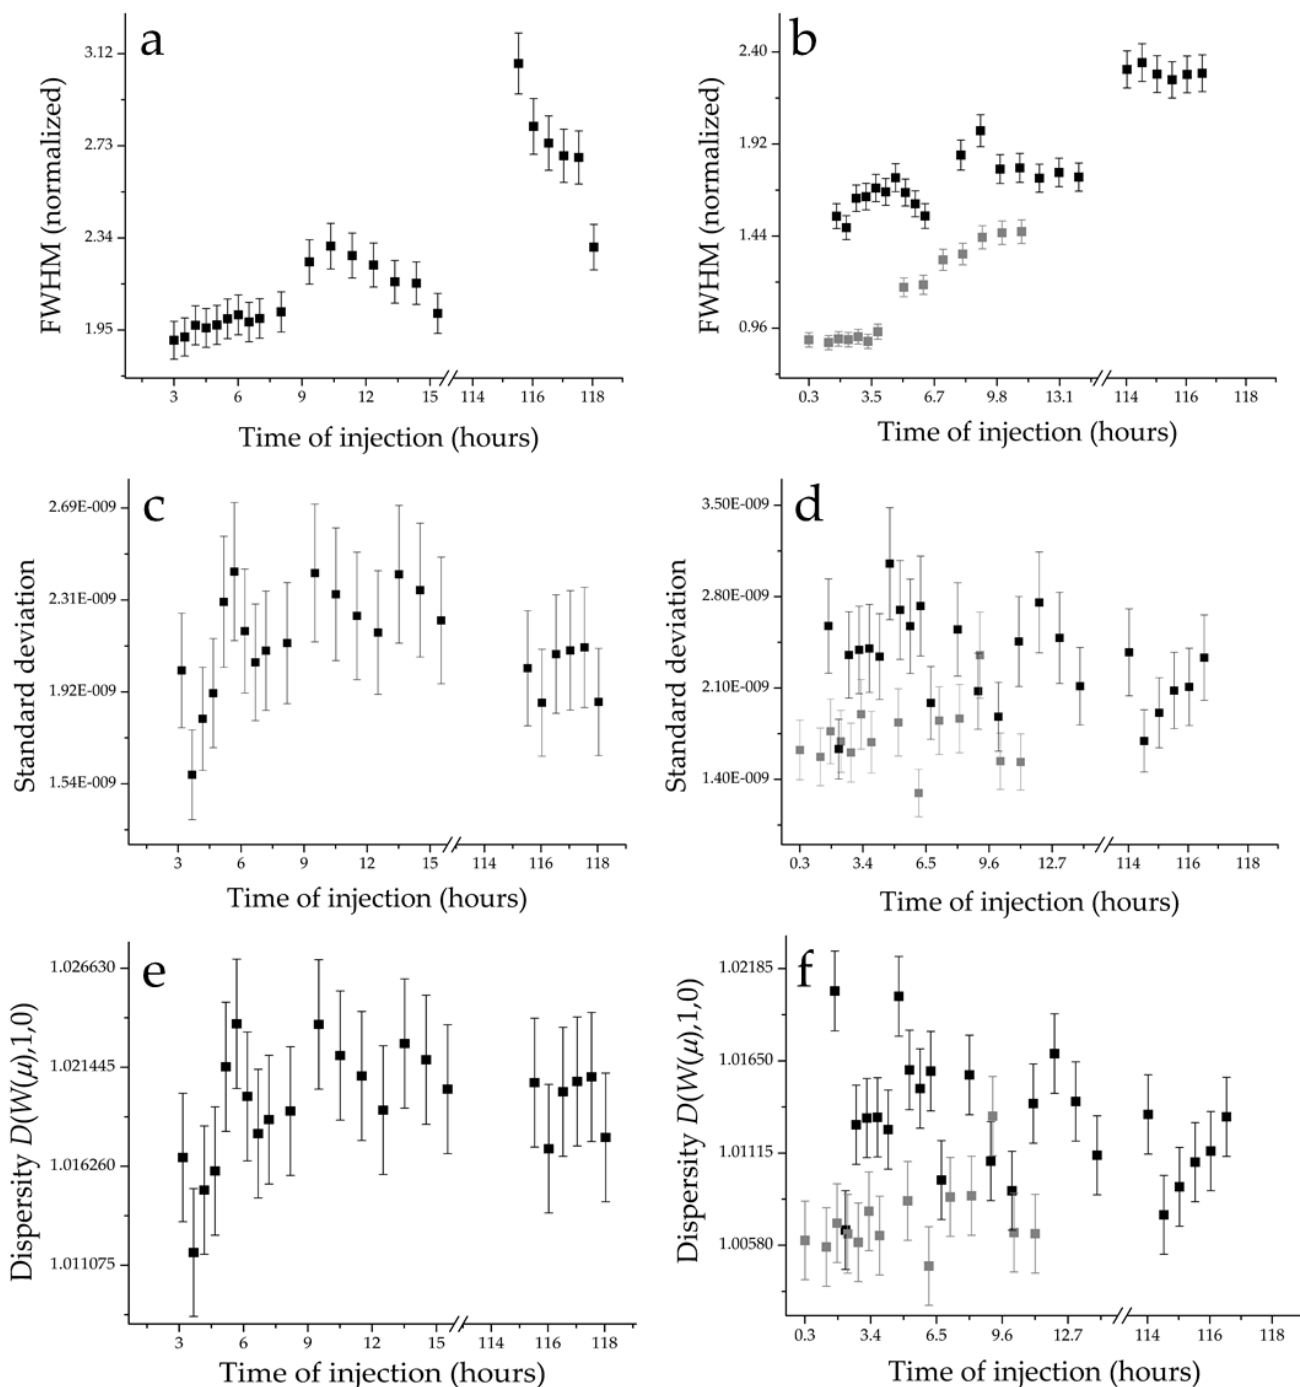 a
FWHM (normalized)
3.12
2.73
2.34
1.95
3 6 9 12 15 114 116 118
Time of injection (hours)
b
FWHM (normalized)
2.40
1.92
1.44
0.96
0.3 3.5 6.7 9.8 13.1 114 116 118
Time of injection (hours)
c
Standard deviation
2.69E-009
2.31E-009
1.92E-009
1.54E-009
3 6 9 12 15 114 116 118
Time of injection (hours)
d
Standard deviation
3.50E-009
2.80E-009
2.10E-009
1.40E-009
0.3 3.4 6.5 9.6 12.7 114 116 118
Time of injection (hours)
e
Dispersity D(W(μ),1,0)
1.026630
1.021445
1.016260
1.011075
3 6 9 12 15 114 116 118
Time of injection (hours)
f
Dispersity D(W(μ),1,0)
1.02185
1.01650
1.01115
1.00580
0.3 3.4 6.5 9.6 12.7 114 116 118
Time of injection (hours)